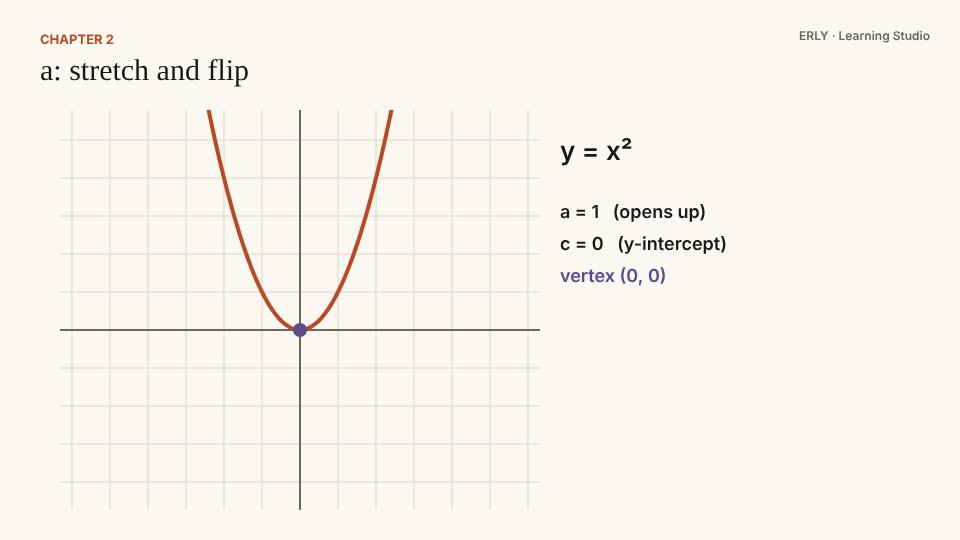 CHAPTER 2
ERLY · Learning Studio
a: stretch and flip
y = x²
a = 1 (opens up)
c = 0 (y-intercept)
vertex (0, 0)